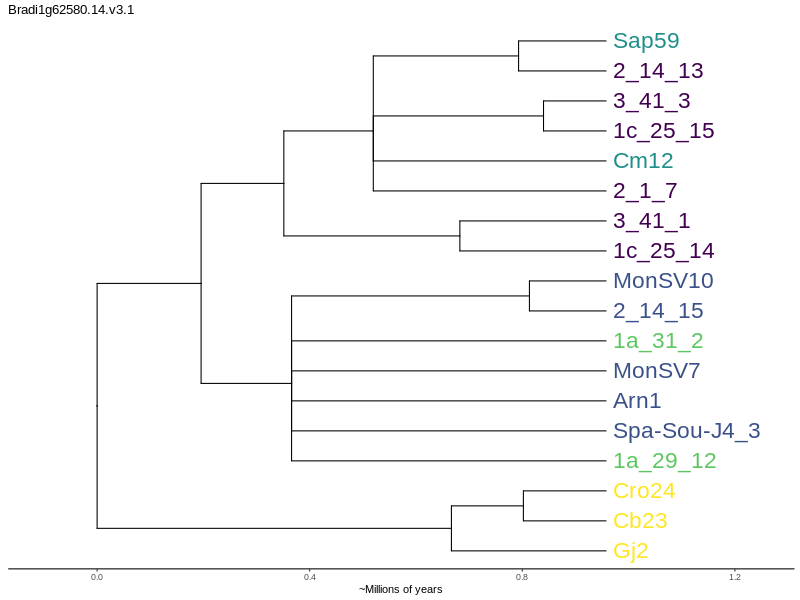 Bradi1g62580.14.v3.1
Sap59
2_14_13
3_41_3
1c_25_15
Cm12
2_1_7
3_41_1
1c_25_14
MonSV10
2_14_15
1a_31_2
MonSV7
Arn1
Spa-Sou-J4_3
1a_29_12
Cro24
Cb23
Gj2
0.0 0.4 0.8 1.2
~Millions of years